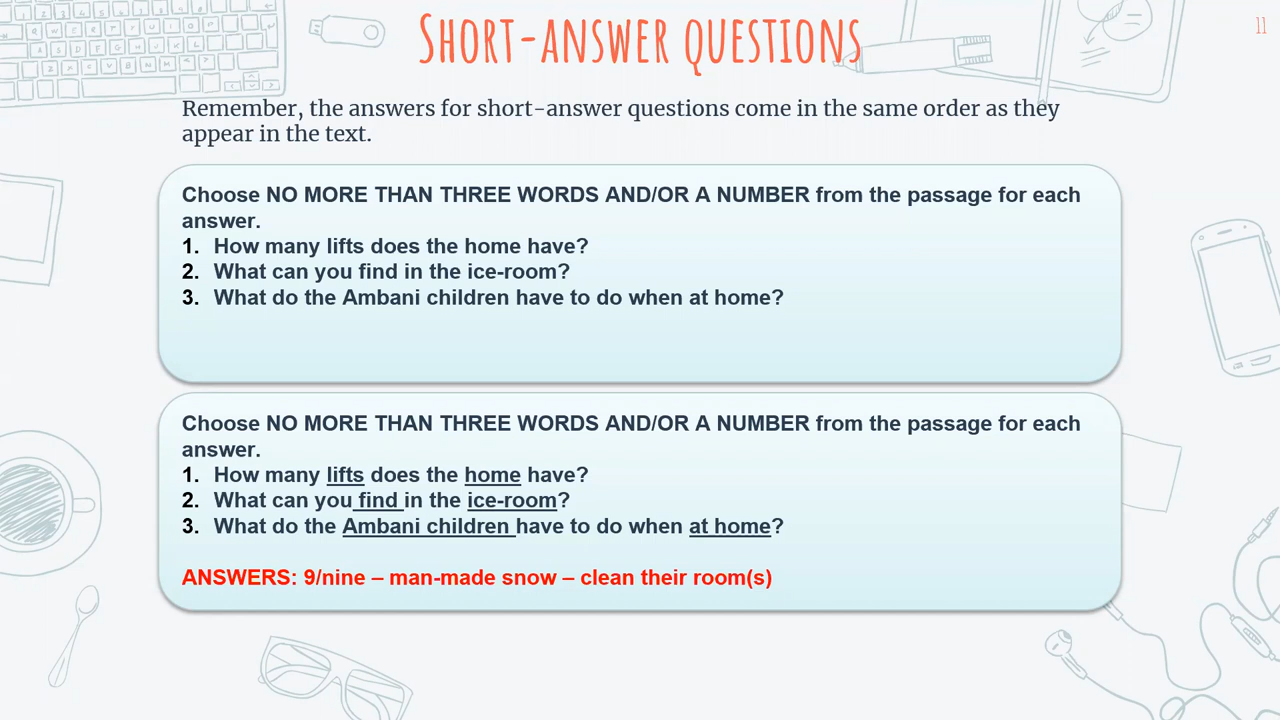 SHORT-ANSWER QUESTIONS
11
Remember, the answers for short-answer questions come in the same order as they
appear in the text.
Choose NO MORE THAN THREE WORDS AND/OR A NUMBER from the passage for each
answer.
1. How many lifts does the home have?
2. What can you find in the ice-room?
3. What do the Ambani children have to do when at home?
Choose NO MORE THAN THREE WORDS AND/OR A NUMBER from the passage for each
answer.
1. How many lifts does the home have?
2. What can you find in the ice-room?
3. What do the Ambani children have to do when at home?
ANSWERS: 9/nine – man-made snow – clean their room(s)